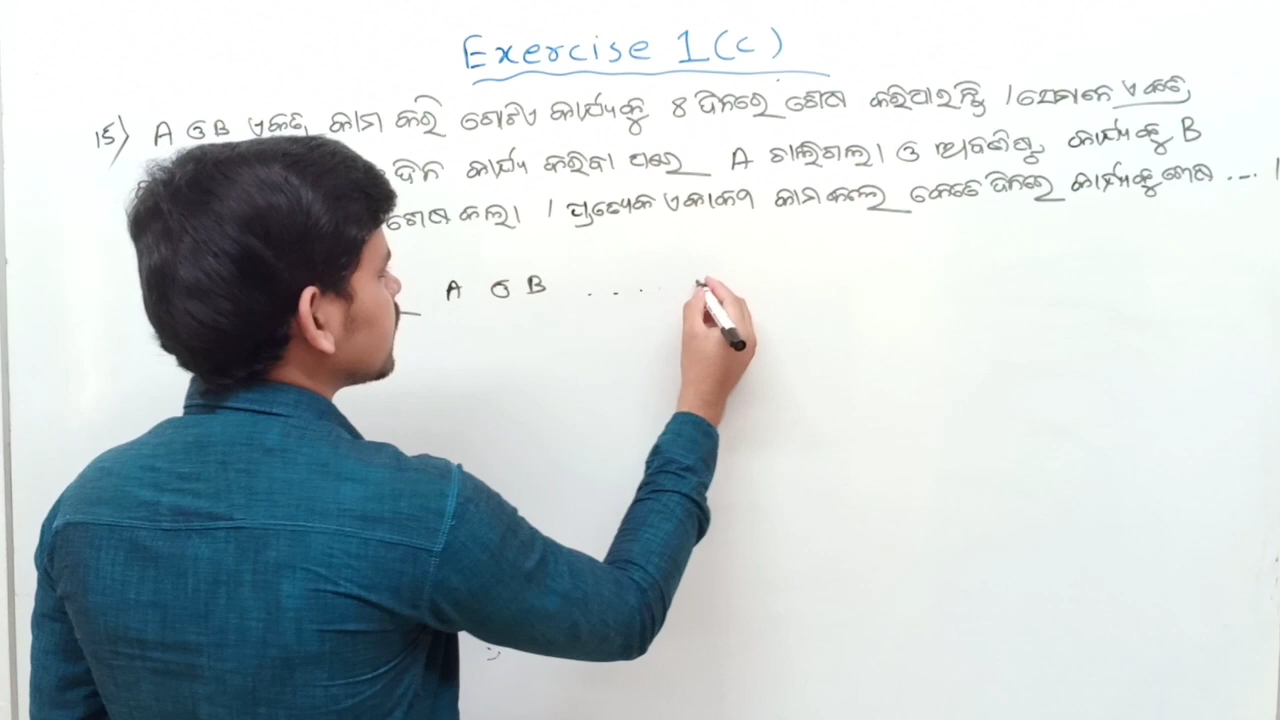 Exercise 1(c)
15) A ଓ B ଏକତ୍ର କାମ କରି ଗୋଟିଏ କାର୍ଯ୍ୟକୁ 8 ଦିନରେ ଶେଷ କରିପାରନ୍ତି । ସେମାନେ ଏକତ୍ରେ
ଦିନ କାର୍ଯ୍ୟ କରିବା ପରେ A ଚାଲିଗଲା ଓ ଅବଶିଷ୍ଟ କାର୍ଯ୍ୟକୁ B
ଶେଷ କଲା । ପ୍ରତ୍ୟେକ ଏକାକୀ କାମ କଲେ କେତେ ଦିନରେ କାର୍ଯ୍ୟକୁ ଶେଷ ... ।
A ଓ B ....